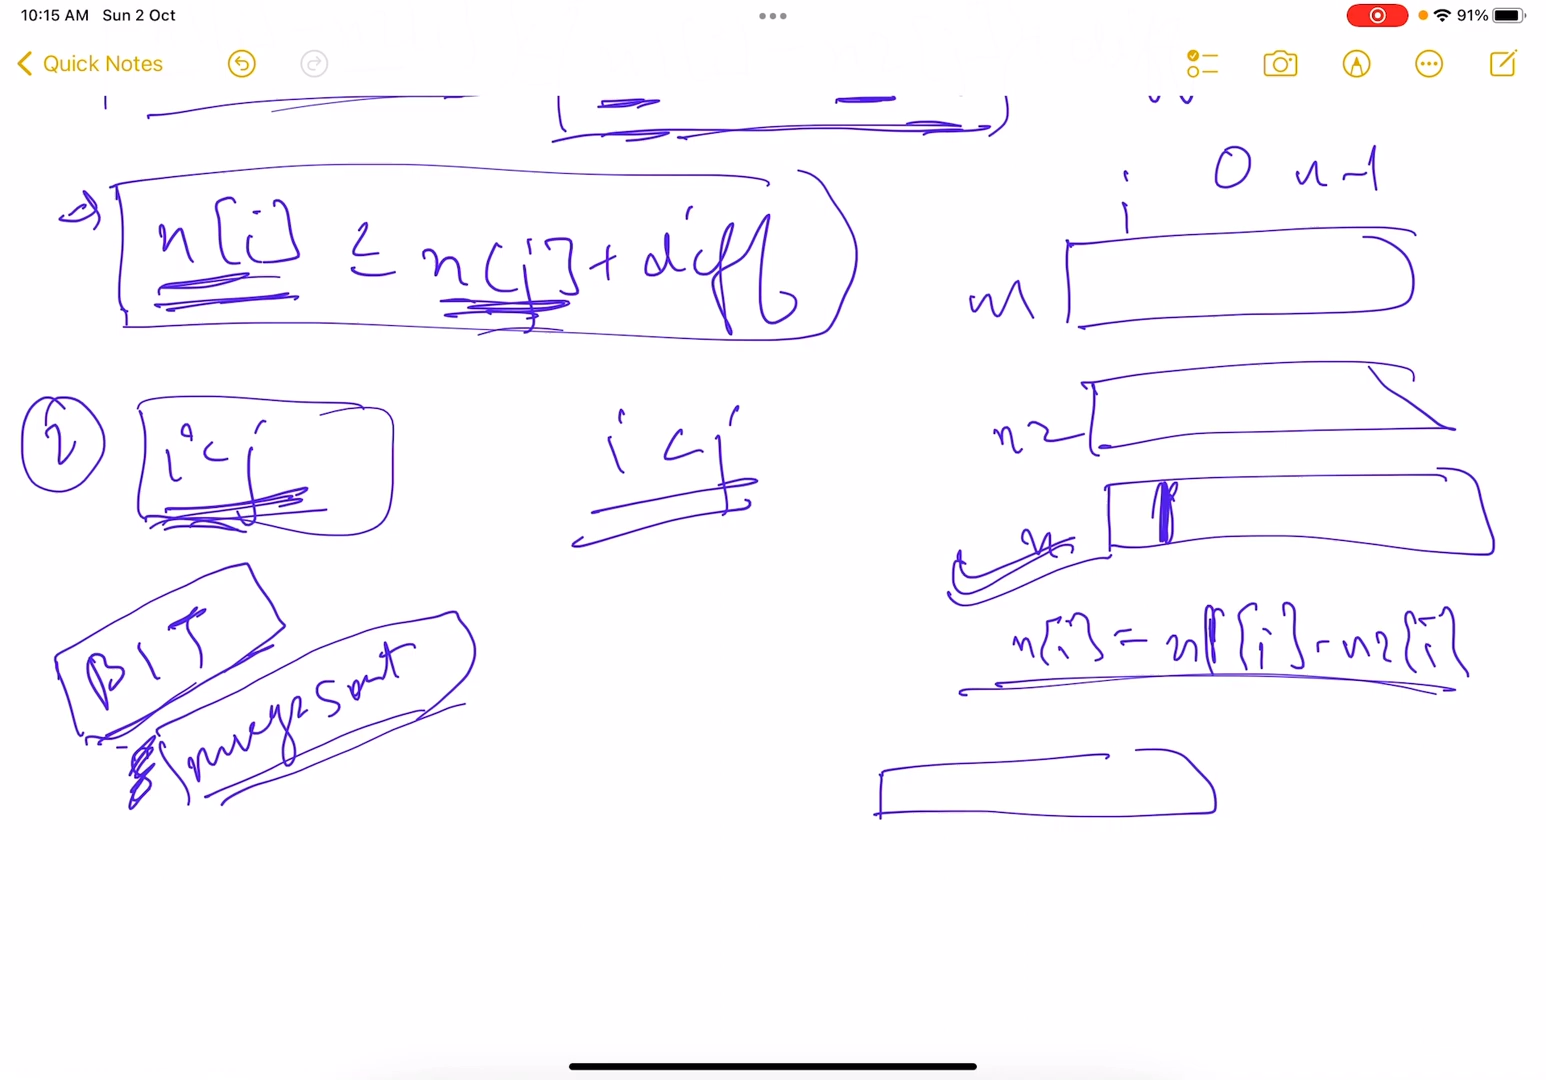 10:15 AM Sun 2 Oct
91%
Quick Notes
i 0 n-1
n[i] ≤ n[j] + diff
n1
2 i<j i<j
n2
n
BIT
n[i] = n1[i] - n2[i]
merge sort